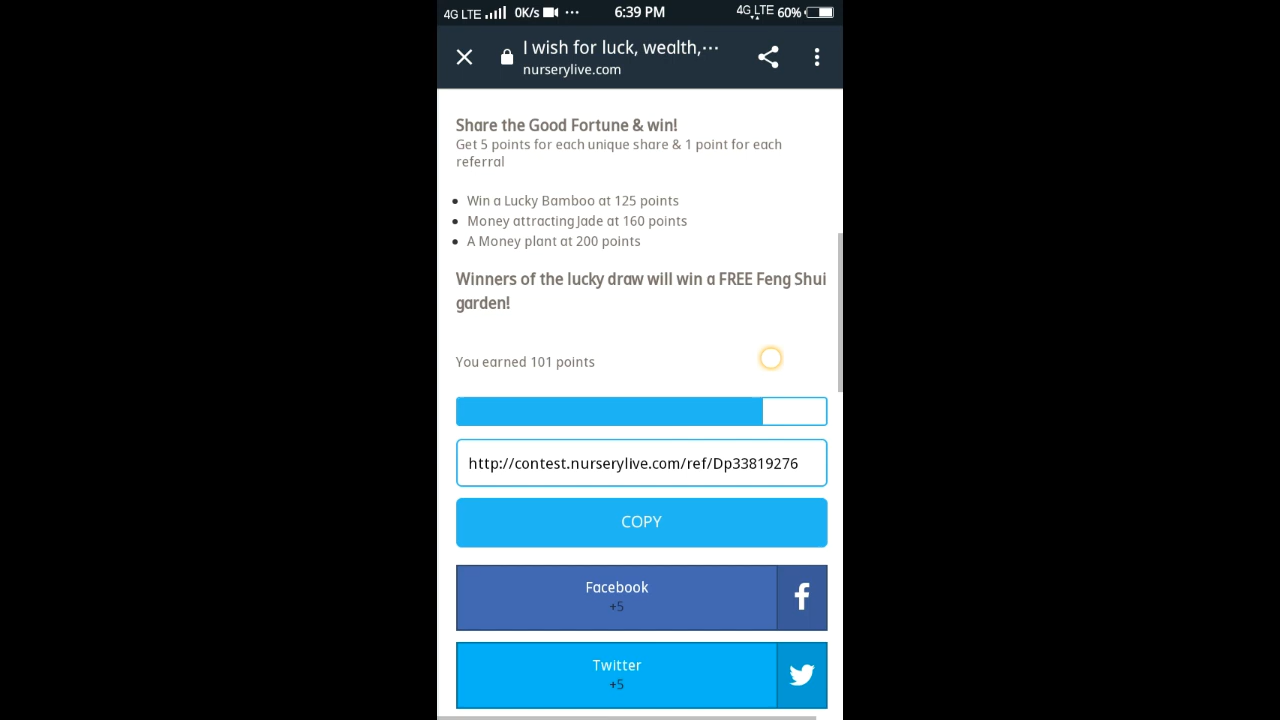 4G LTE 0K/s ... 6:39 PM 4G LTE 60%
I wish for luck, wealth,...
nurserylive.com
Share the Good Fortune & win!
Get 5 points for each unique share & 1 point for each
referral
• Win a Lucky Bamboo at 125 points
• Money attracting Jade at 160 points
• A Money plant at 200 points
Winners of the lucky draw will win a FREE Feng Shui
garden!
You earned 101 points
http://contest.nurserylive.com/ref/Dp33819276
COPY
Facebook
+5
Twitter
+5